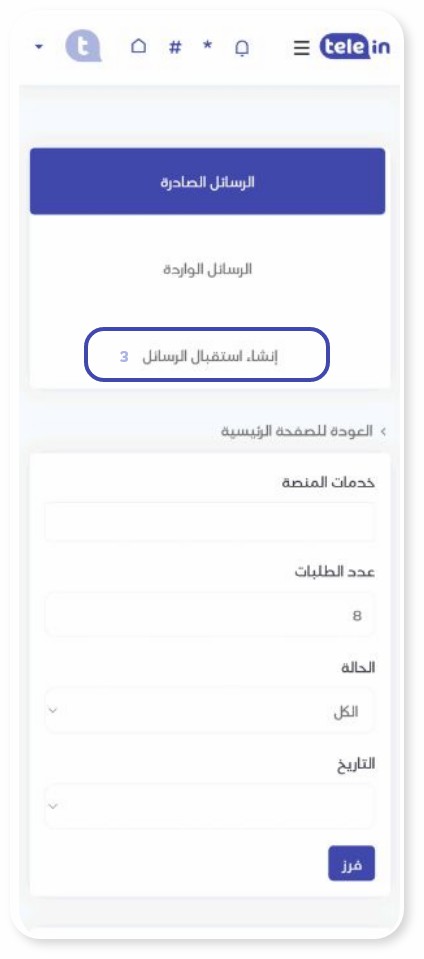 telein ☰ * # t
الرسائل الصادرة
الرسائل الواردة
إنشاء استقبال الرسائل 3
< العودة للصفحة الرئيسية
خدمات المنصة
عدد الطلبات
8
الحالة
الكل
التاريخ
فرز